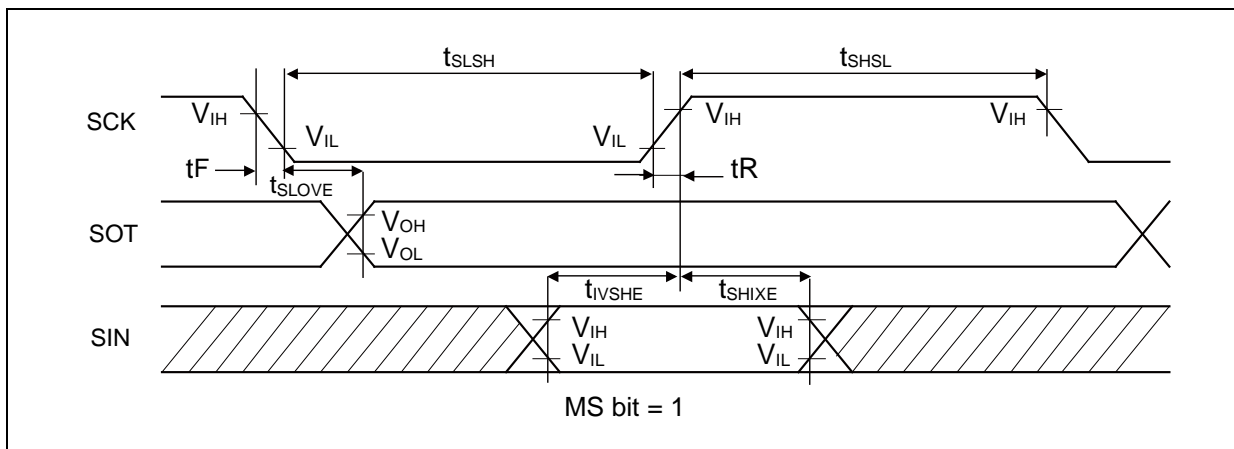 tSLSH tSHSL
SCK VIH VIL VIL VIH VIH
tF tSLOVE tR
SOT VOH
VOL
tIVSHE tSHIXE
SIN VIH VIH
VIL VIL
MS bit = 1